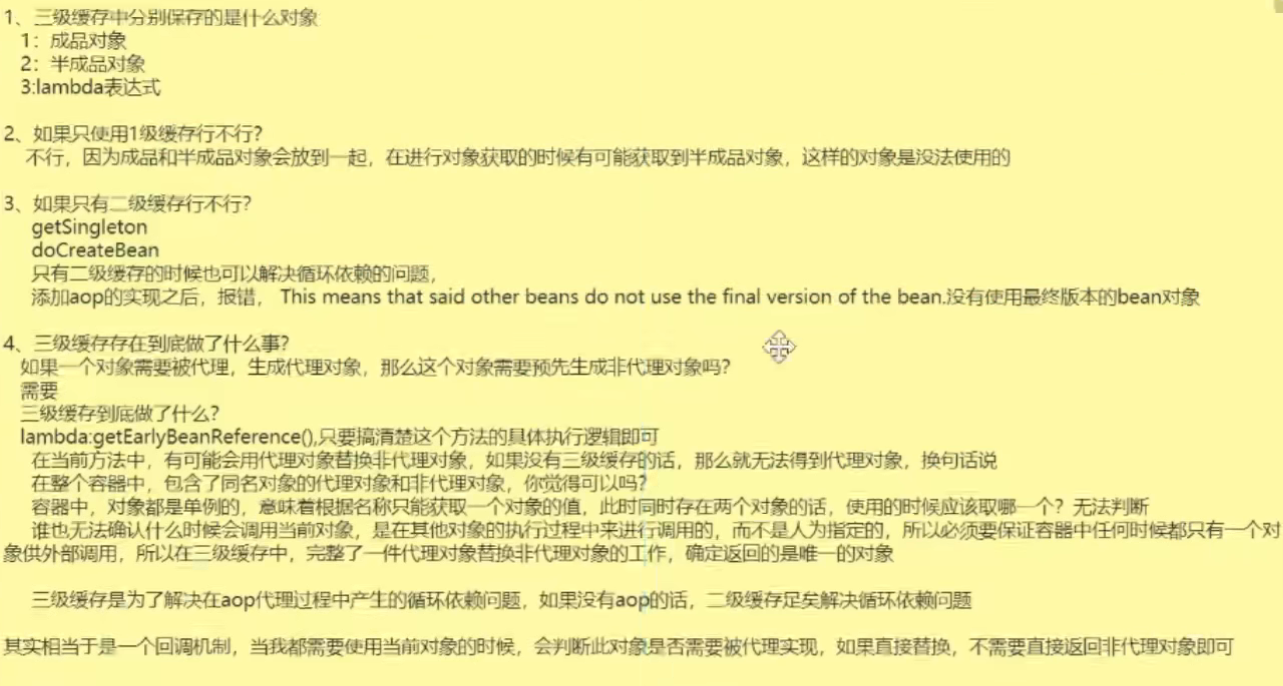 1、三级缓存中分别保存的是什么对象
1：成品对象
2：半成品对象
3:lambda表达式
2、如果只使用1级缓存行不行?
不行，因为成品和半成品对象会放到一起，在进行对象获取的时候有可能获取到半成品对象，这样的对象是没法使用的
3、如果只有二级缓存行不行?
getSingleton
doCreateBean
只有二级缓存的时候也可以解决循环依赖的问题，
添加aop的实现之后，报错， This means that said other beans do not use the final version of the bean.没有使用最终版本的bean对象
4、三级缓存存在到底做了什么事?
如果一个对象需要被代理，生成代理对象，那么这个对象需要预先生成非代理对象吗?
需要
三级缓存到底做了什么?
lambda:getEarlyBeanReference(),只要搞清楚这个方法的具体执行逻辑即可
在当前方法中，有可能会用代理对象替换非代理对象，如果没有三级缓存的话，那么就无法得到代理对象，换句话说
在整个容器中，包含了同名对象的代理对象和非代理对象，你觉得可以吗?
容器中，对象都是单例的，意味着根据名称只能获取一个对象的值，此时同时存在两个对象的话，使用的时候应该取哪一个？无法判断
谁也无法确认什么时候会调用当前对象，是在其他对象的执行过程中来进行调用的，而不是人为指定的，所以必须要保证容器中任何时候都只有一个对
象供外部调用，所以在三级缓存中，完整了一件代理对象替换非代理对象的工作，确定返回的是唯一的对象
三级缓存是为了解决在aop代理过程中产生的循环依赖问题，如果没有aop的话，二级缓存足矣解决循环依赖问题
其实相当于是一个回调机制，当我都需要使用当前对象的时候，会判断此对象是否需要被代理实现，如果直接替换，不需要直接返回非代理对象即可